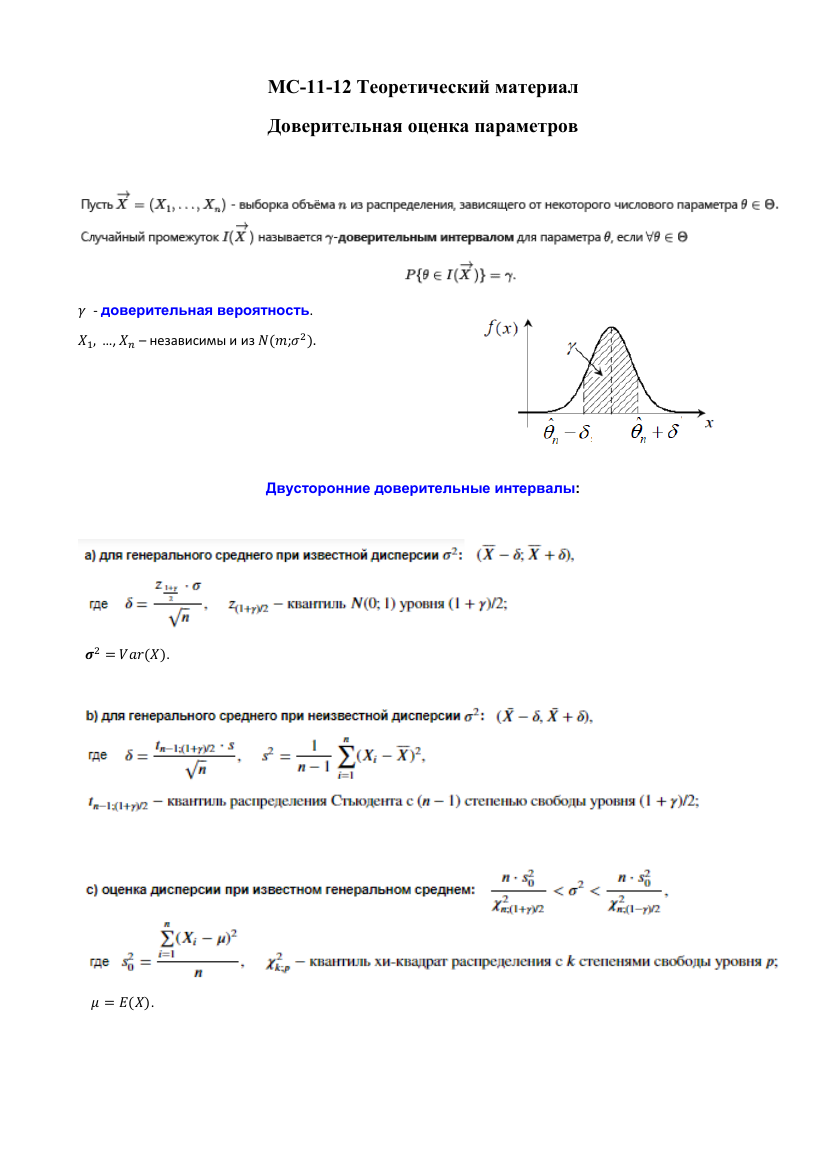 МС-11-12 Теоретический материал
Доверительная оценка параметров
Пусть $\overrightarrow{X} = (X_1, \ldots, X_n)$ - выборка объёма $n$ из распределения, зависящего от некоторого числового параметра $\theta \in \Theta$.
Случайный промежуток $I(\overrightarrow{X})$ называется $\gamma$-доверительным интервалом для параметра $\theta$, если $\forall \theta \in \Theta$
$P\{\theta \in I(\overrightarrow{X})\} = \gamma.$
$\gamma$ - доверительная вероятность.
$X_1, \ldots, X_n$ – независимы и из $N(m; \sigma^2)$.
$f(x)$
$\gamma$
$x$
$\hat{\theta}_n - \delta$; $\hat{\theta}_n + \delta$
Двусторонние доверительные интервалы:
a) для генерального среднего при известной дисперсии $\sigma^2$: $(\overline{X} - \delta; \overline{X} + \delta)$,
где $\delta = \frac{z_{\frac{1+\gamma}{2}} \cdot \sigma}{\sqrt{n}}$, $z_{(1+\gamma)/2}$ − квантиль $N(0; 1)$ уровня $(1 + \gamma)/2$;
$\sigma^2 = Var(X)$.
b) для генерального среднего при неизвестной дисперсии $\sigma^2$: $(\bar{X} - \delta, \bar{X} + \delta)$,
где $\delta = \frac{t_{n-1;(1+\gamma)/2} \cdot s}{\sqrt{n}}$, $s^2 = \frac{1}{n-1} \sum_{i=1}^{n} (X_i - \overline{X})^2$,
$t_{n-1;(1+\gamma)/2}$ − квантиль распределения Стьюдента с $(n - 1)$ степенью свободы уровня $(1 + \gamma)/2$;
c) оценка дисперсии при известном генеральном среднем: $\frac{n \cdot s_0^2}{\chi^2_{n;(1+\gamma)/2}} < \sigma^2 < \frac{n \cdot s_0^2}{\chi^2_{n;(1-\gamma)/2}}$,
где $s_0^2 = \frac{\sum_{i=1}^{n} (X_i - \mu)^2}{n}$, $\chi^2_{k;p}$ − квантиль хи-квадрат распределения с $k$ степенями свободы уровня $p$;
$\mu = E(X)$.